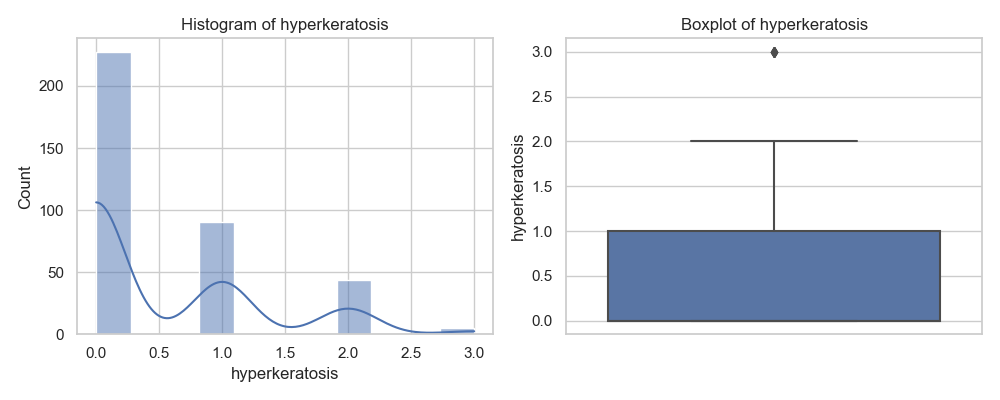 Histogram of hyperkeratosis
200
150
100
50
0
Count
0.0 0.5 1.0 1.5 2.0 2.5 3.0
hyperkeratosis
Boxplot of hyperkeratosis
3.0
2.5
2.0
1.5
1.0
0.5
0.0
hyperkeratosis